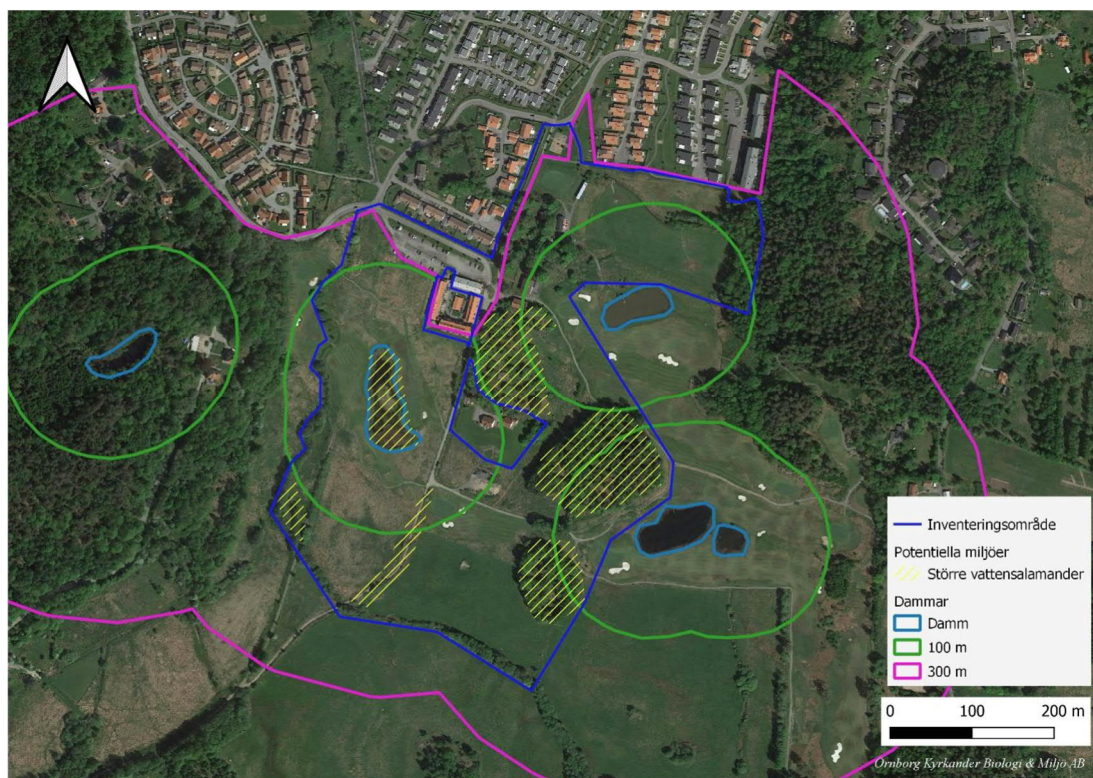 Inventeringsområde
Potentiella miljöer
Större vattensalamander
Dammar
Damm
100 m
300 m
0 100 200 m
Örnborg Kyrkander Biologi & Miljö AB